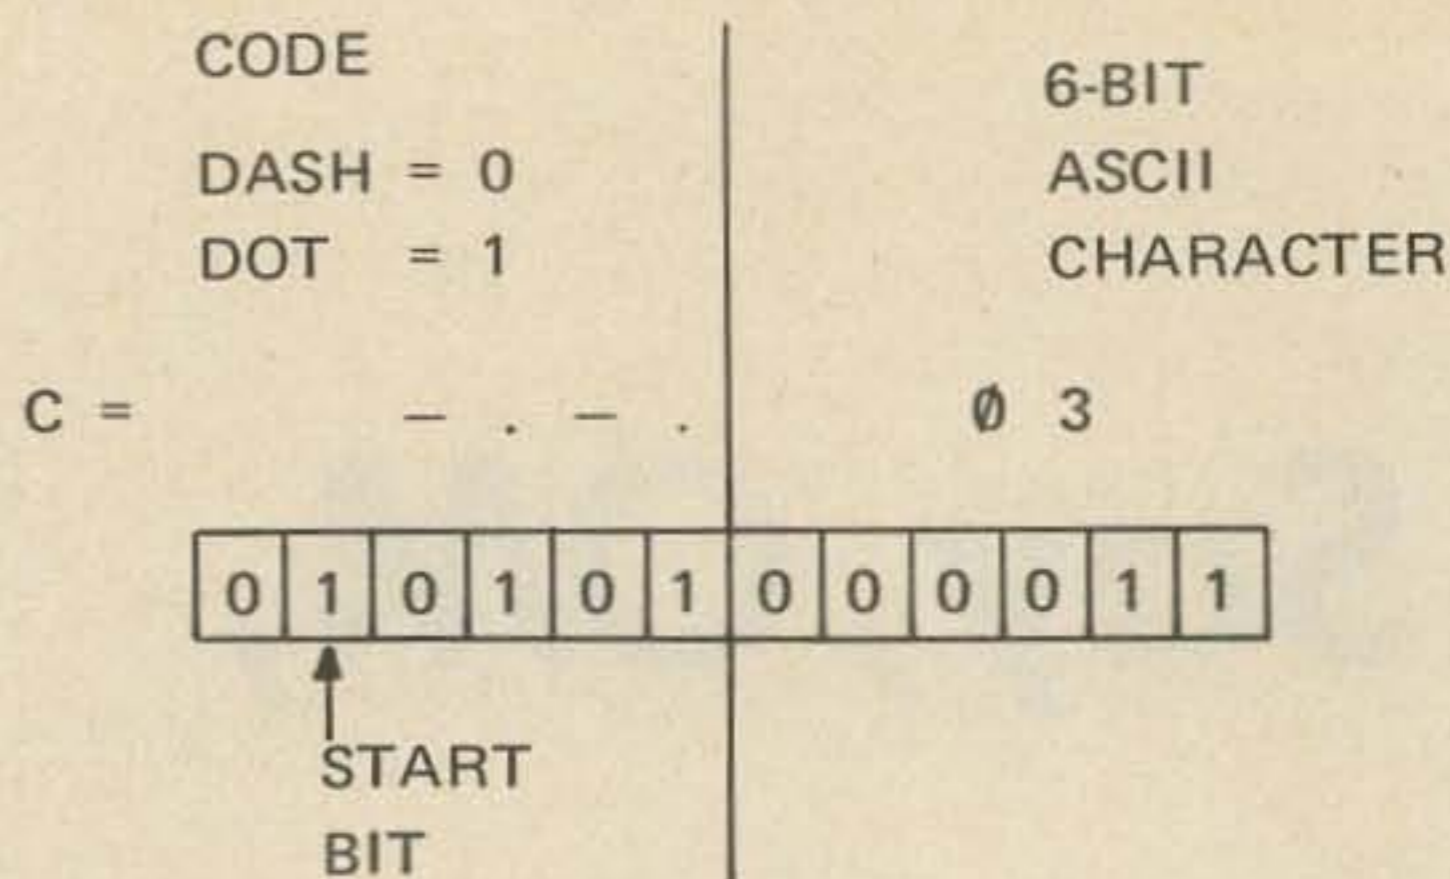 CODE
DASH = 0
DOT = 1
6-BIT
ASCII
CHARACTER
C = — . — . Ø 3
0 1 0 1 0 1 0 0 0 0 1 1
START
BIT